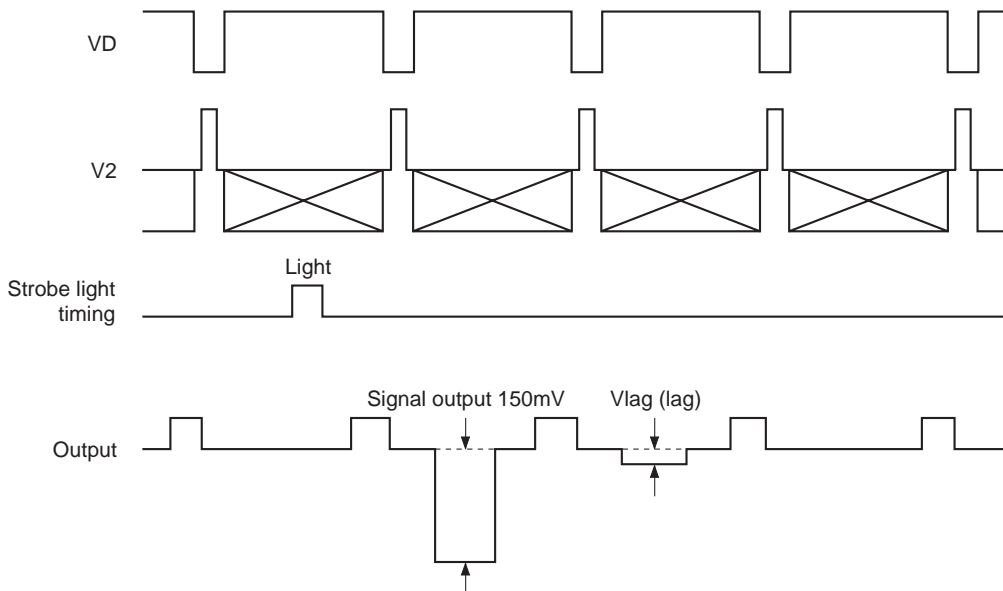 VD
V2
Light
Strobe light
timing
Signal output 150mV
Vlag (lag)
Output